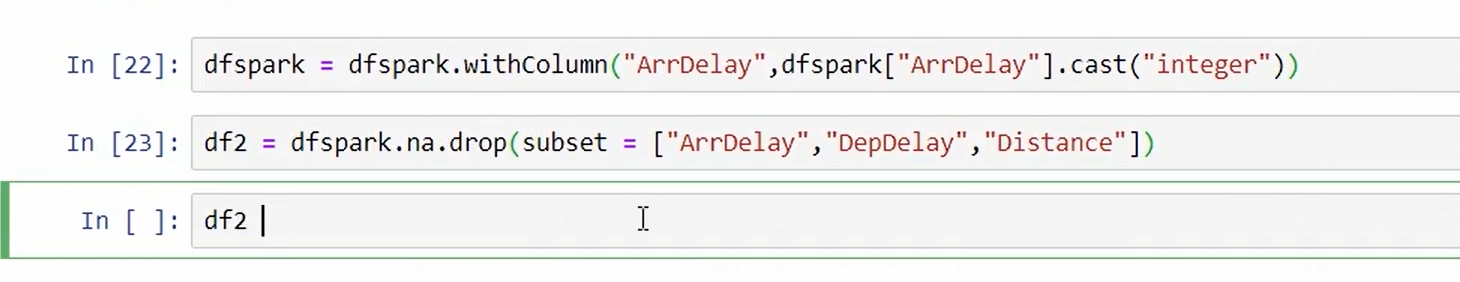 In [22]: dfspark = dfspark.withColumn("ArrDelay",dfspark["ArrDelay"].cast("integer"))
In [23]: df2 = dfspark.na.drop(subset = ["ArrDelay","DepDelay","Distance"])
In [ ]: df2